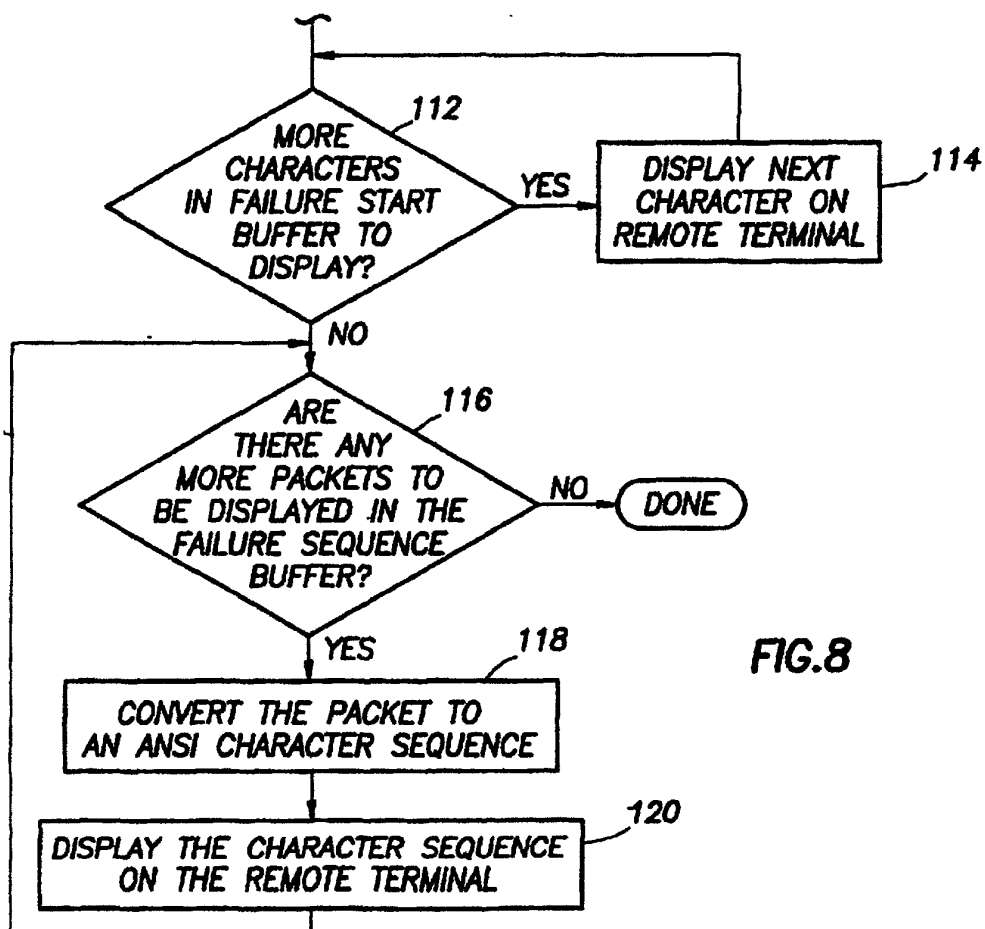 112
MORE
CHARACTERS
IN FAILURE START
BUFFER TO
DISPLAY?
YES
DISPLAY NEXT
CHARACTER ON
REMOTE TERMINAL
114
NO
116
ARE
THERE ANY
MORE PACKETS TO
BE DISPLAYED IN THE
FAILURE SEQUENCE
BUFFER?
NO
DONE
YES
118
FIG.8
CONVERT THE PACKET TO
AN ANSI CHARACTER SEQUENCE
120
DISPLAY THE CHARACTER SEQUENCE
ON THE REMOTE TERMINAL